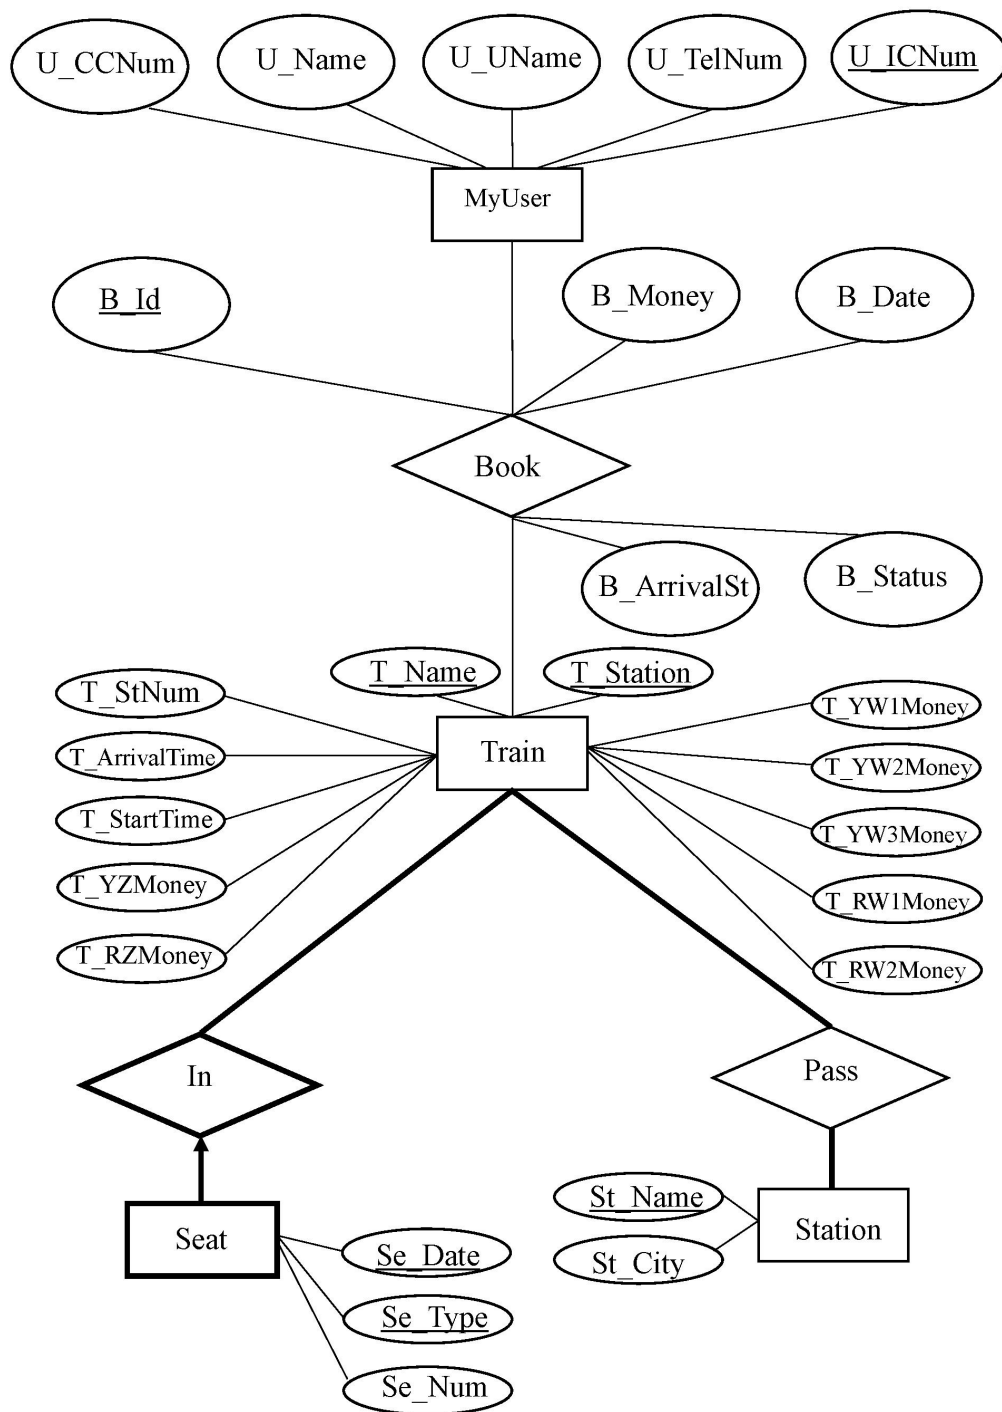 U_CCNum
U_Name
U_UName
U_TelNum
U_ICNum
MyUser
B_Id
B_Money
B_Date
Book
B_ArrivalSt
B_Status
T_Name
T_Station
T_StNum
T_YW1Money
Train
T_ArrivalTime
T_YW2Money
T_StartTime
T_YW3Money
T_YZMoney
T_RW1Money
T_RZMoney
T_RW2Money
In
Pass
St_Name
Seat
Station
Se_Date
St_City
Se_Type
Se_Num